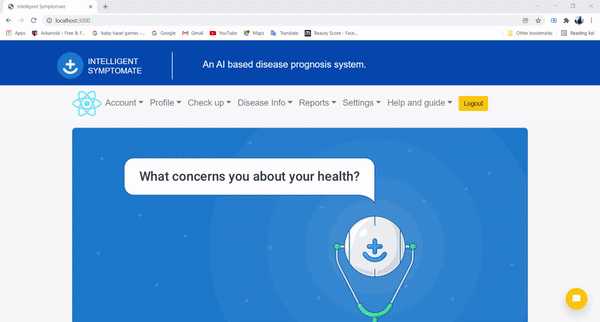 Intelligent Symptomate
localhost:3000
Apps
Arkanoid – Free & F...
baby hazel games -...
Google
Gmail
YouTube
Maps
Translate
Beauty Score - Face...
Other bookmarks
Reading list
INTELLIGENT
SYMPTOMATE
An AI based disease prognosis system.
Account
Profile
Check up
Disease Info
Reports
Settings
Help and guide
Logout
What concerns you about your health?